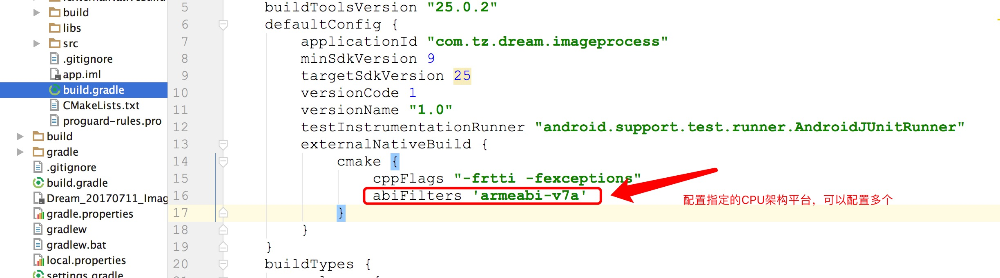 build
libs
src
.gitignore
app.iml
build.gradle
CMakeLists.txt
proguard-rules.pro
build
gradle
.gitignore
build.gradle
Dream_20170711_Imag
gradle.properties
gradlew
gradlew.bat
local.properties
settings.gradle
5 buildToolsVersion "25.0.2"
6 defaultConfig {
7 applicationId "com.tz.dream.imageprocess"
8 minSdkVersion 9
9 targetSdkVersion 25
10 versionCode 1
11 versionName "1.0"
12 testInstrumentationRunner "android.support.test.runner.AndroidJUnitRunner"
13 externalNativeBuild {
14 cmake {
15 cppFlags "-frtti -fexceptions"
16 abiFilters 'armeabi-v7a'
配置指定的CPU架构平台，可以配置多个
17 }
18 }
19 }
20 buildTypes {